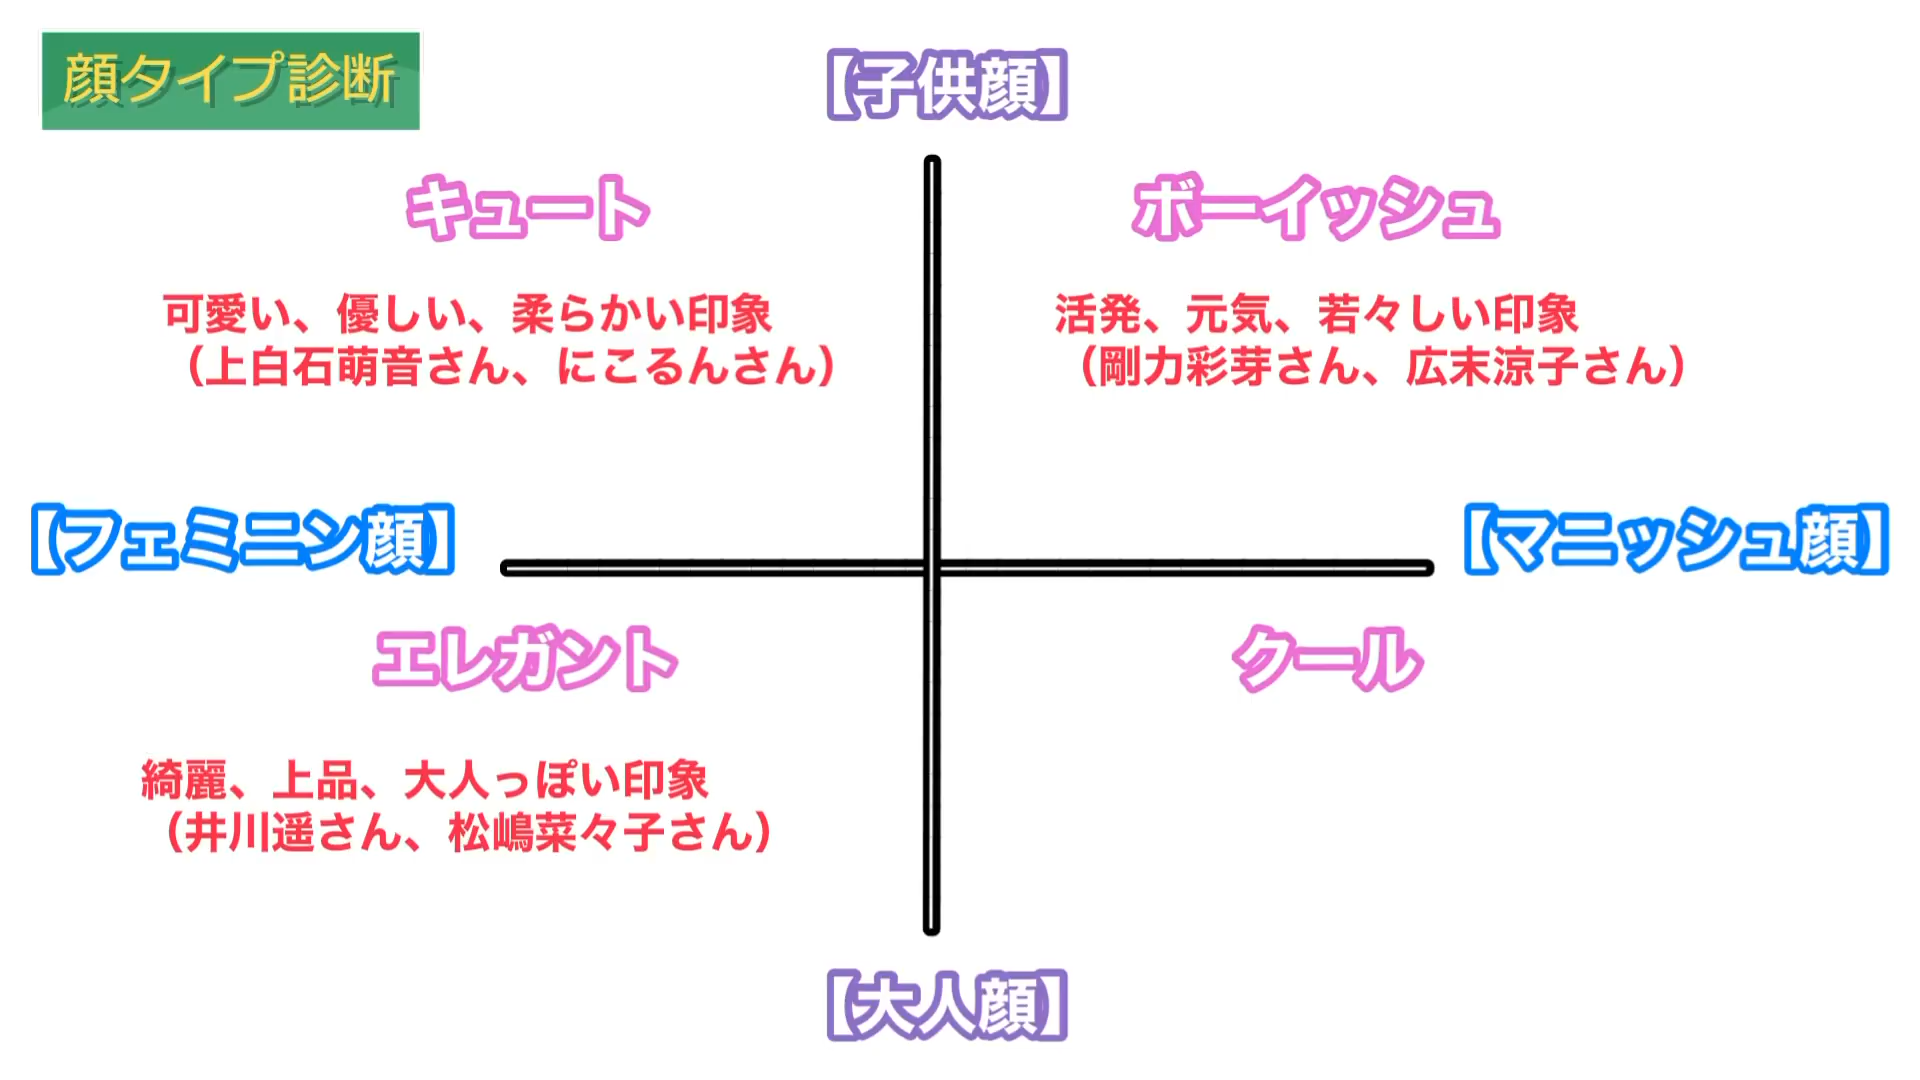 顔タイプ診断
【子供顔】
キュート
ボーイッシュ
可愛い、優しい、柔らかい印象
（上白石萌音さん、にこるんさん）
活発、元気、若々しい印象
（剛力彩芽さん、広末涼子さん）
【フェミニン顔】
【マニッシュ顔】
エレガント
クール
綺麗、上品、大人っぽい印象
（井川遥さん、松嶋菜々子さん）
【大人顔】